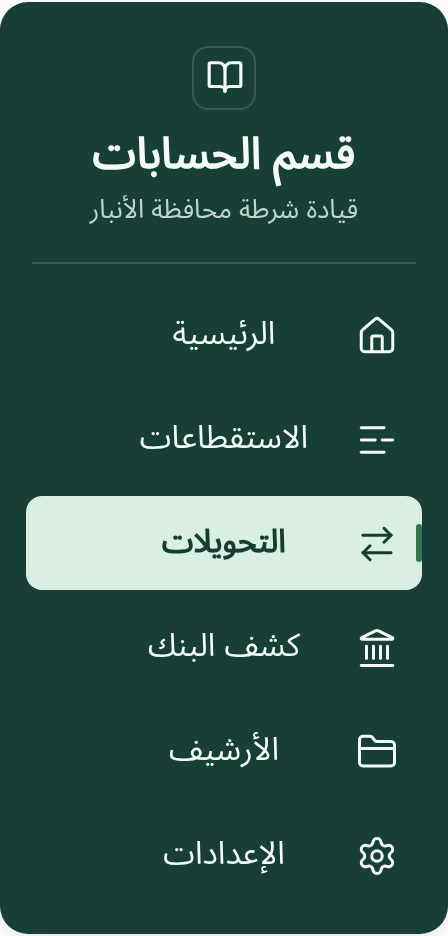 قسم الحسابات
قيادة شرطة محافظة الأنبار
الرئيسية
الاستقطاعات
التحويلات
كشف البنك
الأرشيف
الإعدادات